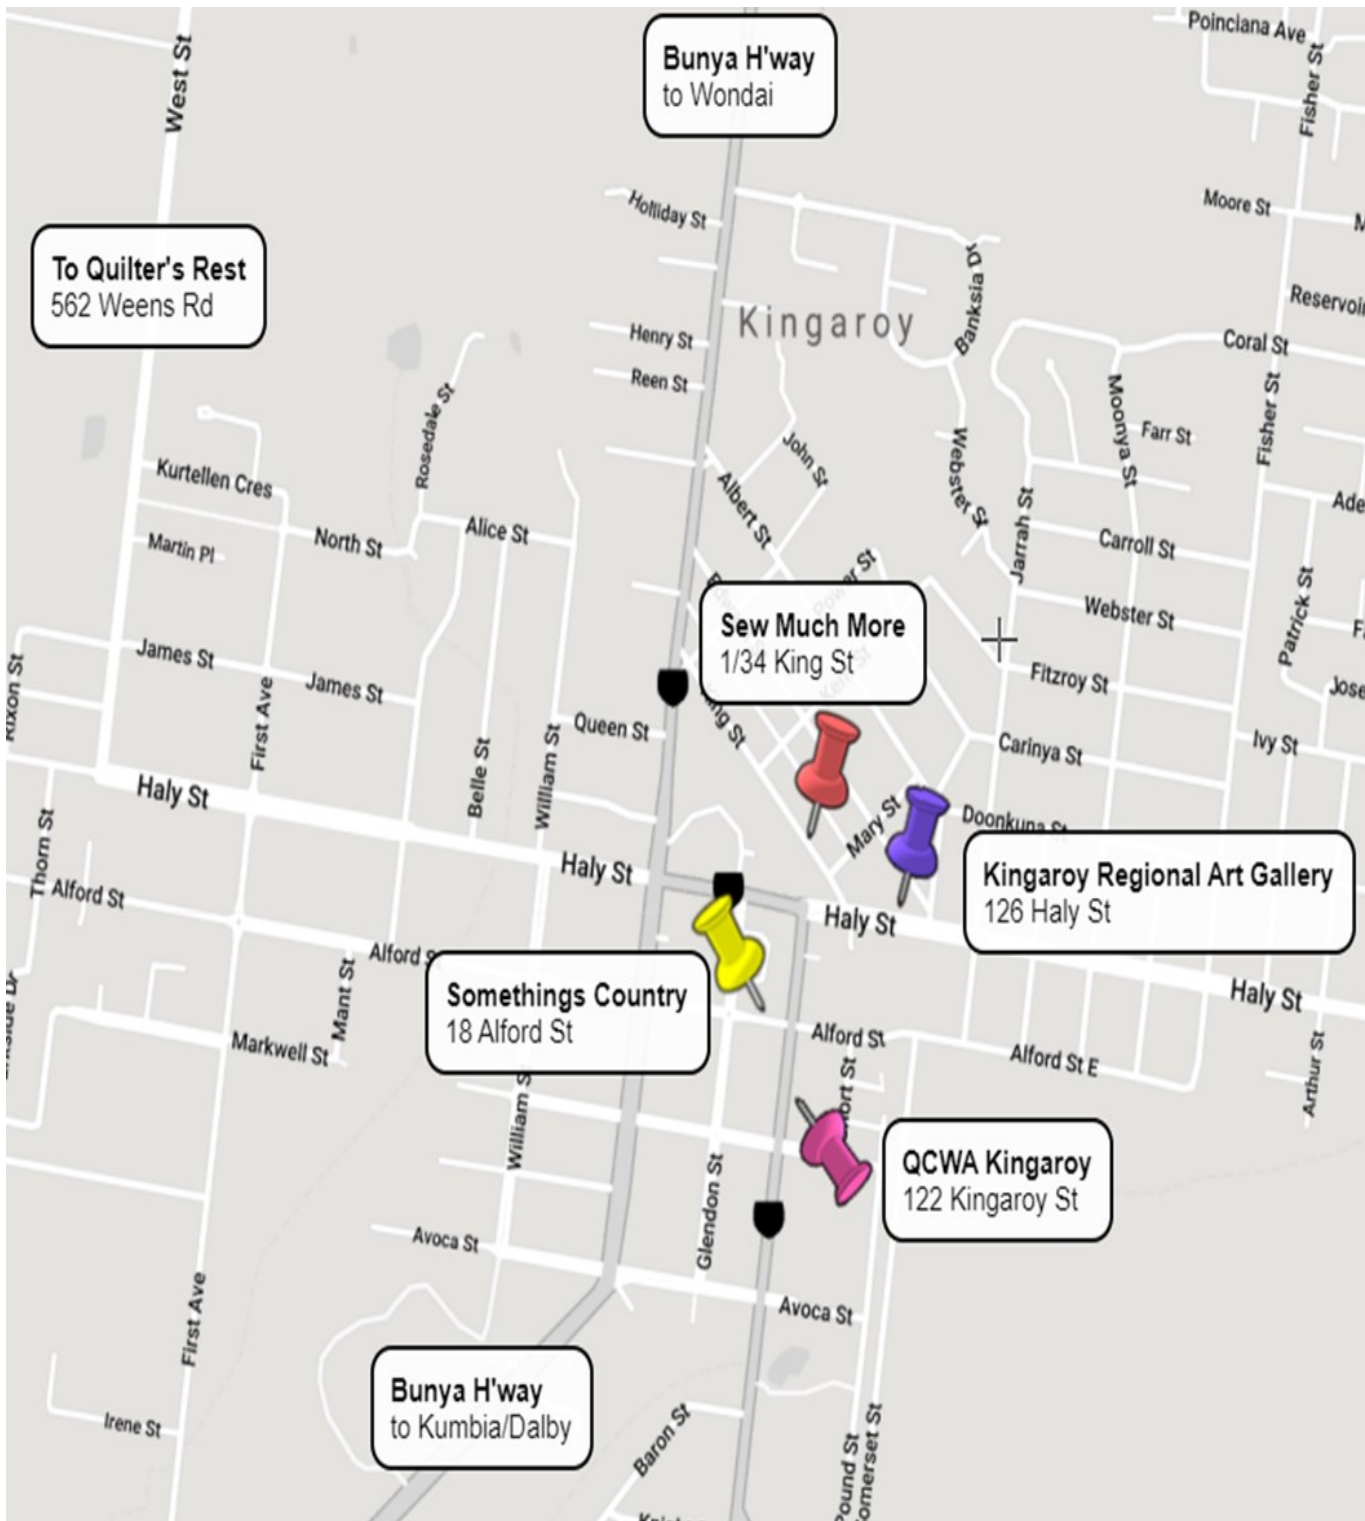 Bunya H'way
to Wondai
Poinciana Ave
West St
Fisher St
Holliday St
Moore St
To Quilter's Rest
562 Weens Rd
Banksia Dr
Kingaroy
Henry St
Coral St
Reen St
Rosedale St
Moonya St
Fisher St
Farr St
John St
Kurtellen Cres
Albert St
Webster St
Jarrah St
North St
Alice St
Martin Pl
Carroll St
Webster St
Patrick St
Sew Much More
1/34 King St
James St
James St
Fitzroy St
Rixon St
First Ave
Queen St
Carinya St
Ivy St
Belle St
William St
Haly St
Mary St
Doonkuna St
Thorn St
Haly St
Kingaroy Regional Art Gallery
126 Haly St
Alford St
Haly St
Alford
Mant St
Somethings Country
18 Alford St
Haly St
Markwell St
Alford St
Alford St E
Arthur St
William S
QCWA Kingaroy
122 Kingaroy St
Glendon St
Avoca St
Avoca St
First Ave
Bunya H'way
to Kumbia/Dalby
Irene St
Baron St
Pound St
omerset St